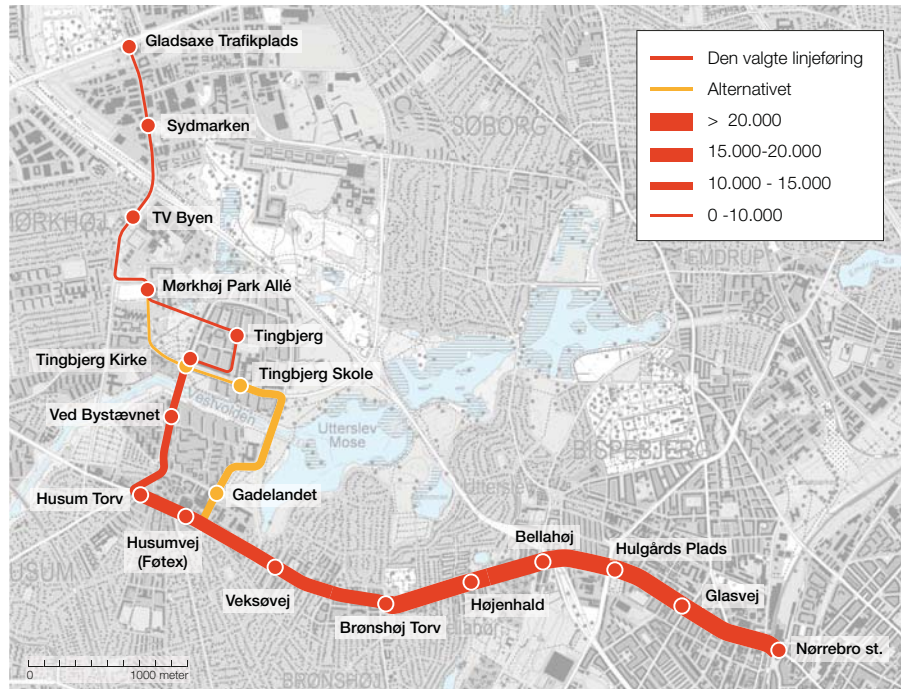 Gladsaxe Trafikplads
Den valgte linjeføring
Alternativet
> 20.000
15.000-20.000
10.000 - 15.000
0 -10.000
Sydmarken
SØBORG
TV Byen
MØRKHØJ
EMDRUP
Mørkhøj Park Allé
Tingbjerg
Tingbjerg Kirke
Tingbjerg Skole
Vestvolden
Ved Bystævnet
Utterslev
Mose
BISPEBJERG
Husum Torv
Gadelandet
Husumvej
(Føtex)
Bellahøj
Hulgårds Plads
Veksøvej
Højenhald
Glasvej
Brønshøj Torv
Nørrebro st.
0 1000 meter
BRØNSHØJ